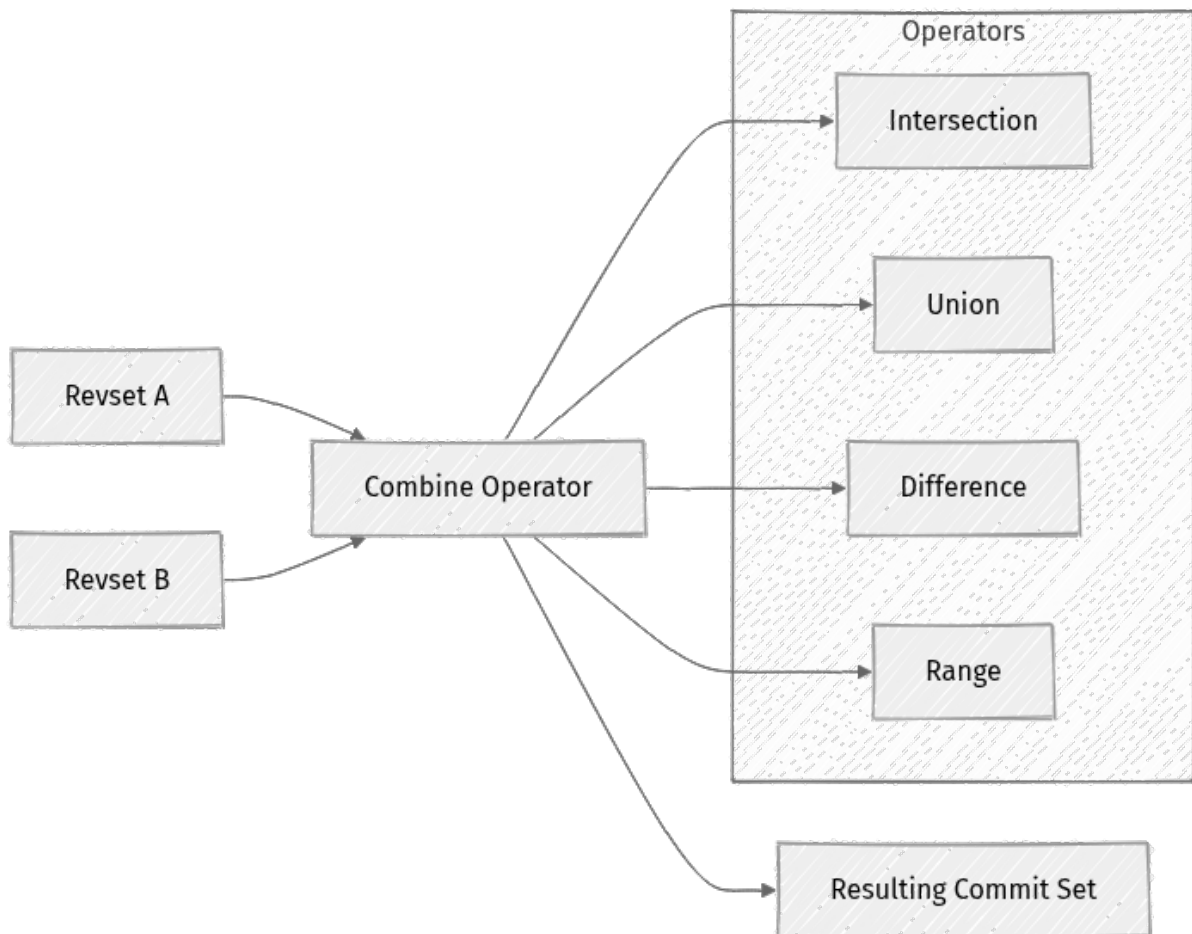 Operators
Intersection
Union
Revset A
Combine Operator
Difference
Revset B
Range
Resulting Commit Set